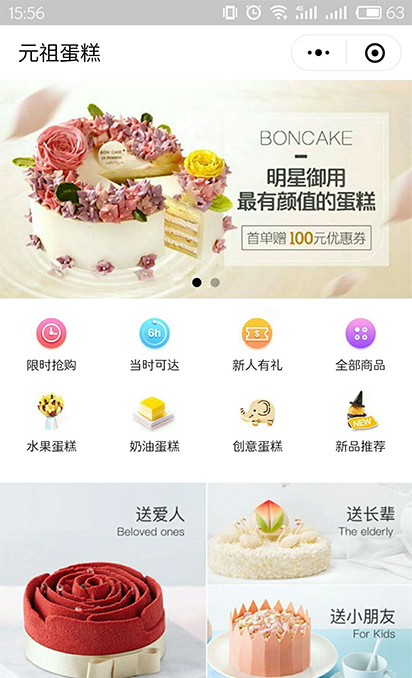 15:56
4G
63
元祖蛋糕
BONCAKE
明星御用
最有颜值的蛋糕
首单赠 100元优惠券
BON CAKE
6h
$
限时抢购
当时可达
新人有礼
全部商品
NEW
水果蛋糕
奶油蛋糕
创意蛋糕
新品推荐
送爱人
Beloved ones
送长辈
The elderly
送小朋友
For Kids